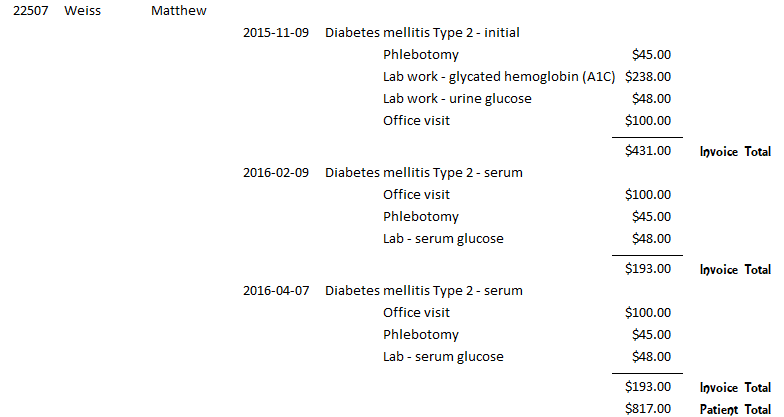 22507 Weiss Matthew
2015-11-09 Diabetes mellitis Type 2 - initial
Phlebotomy $45.00
Lab work - glycated hemoglobin (A1C) $238.00
Lab work - urine glucose $48.00
Office visit $100.00
$431.00 Invoice Total
2016-02-09 Diabetes mellitis Type 2 - serum
Office visit $100.00
Phlebotomy $45.00
Lab - serum glucose $48.00
$193.00 Invoice Total
2016-04-07 Diabetes mellitis Type 2 - serum
Office visit $100.00
Phlebotomy $45.00
Lab - serum glucose $48.00
$193.00 Invoice Total
$817.00 Patient Total